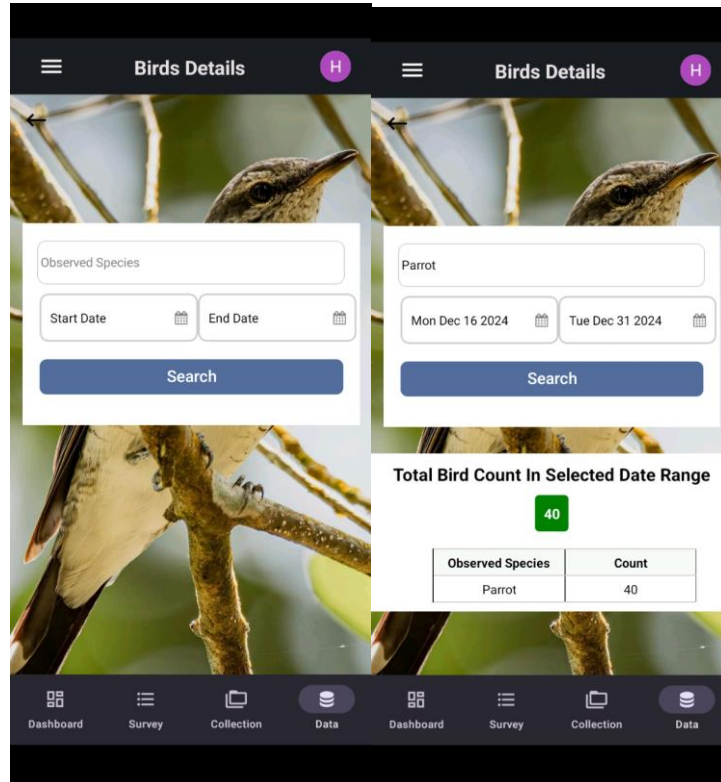 Birds Details
H
Observed Species
Start Date
End Date
Search
Dashboard
Survey
Collection
Data
Birds Details
H
Parrot
Mon Dec 16 2024
Tue Dec 31 2024
Search
Total Bird Count In Selected Date Range
40
Observed Species Count
Parrot 40
Dashboard
Survey
Collection
Data